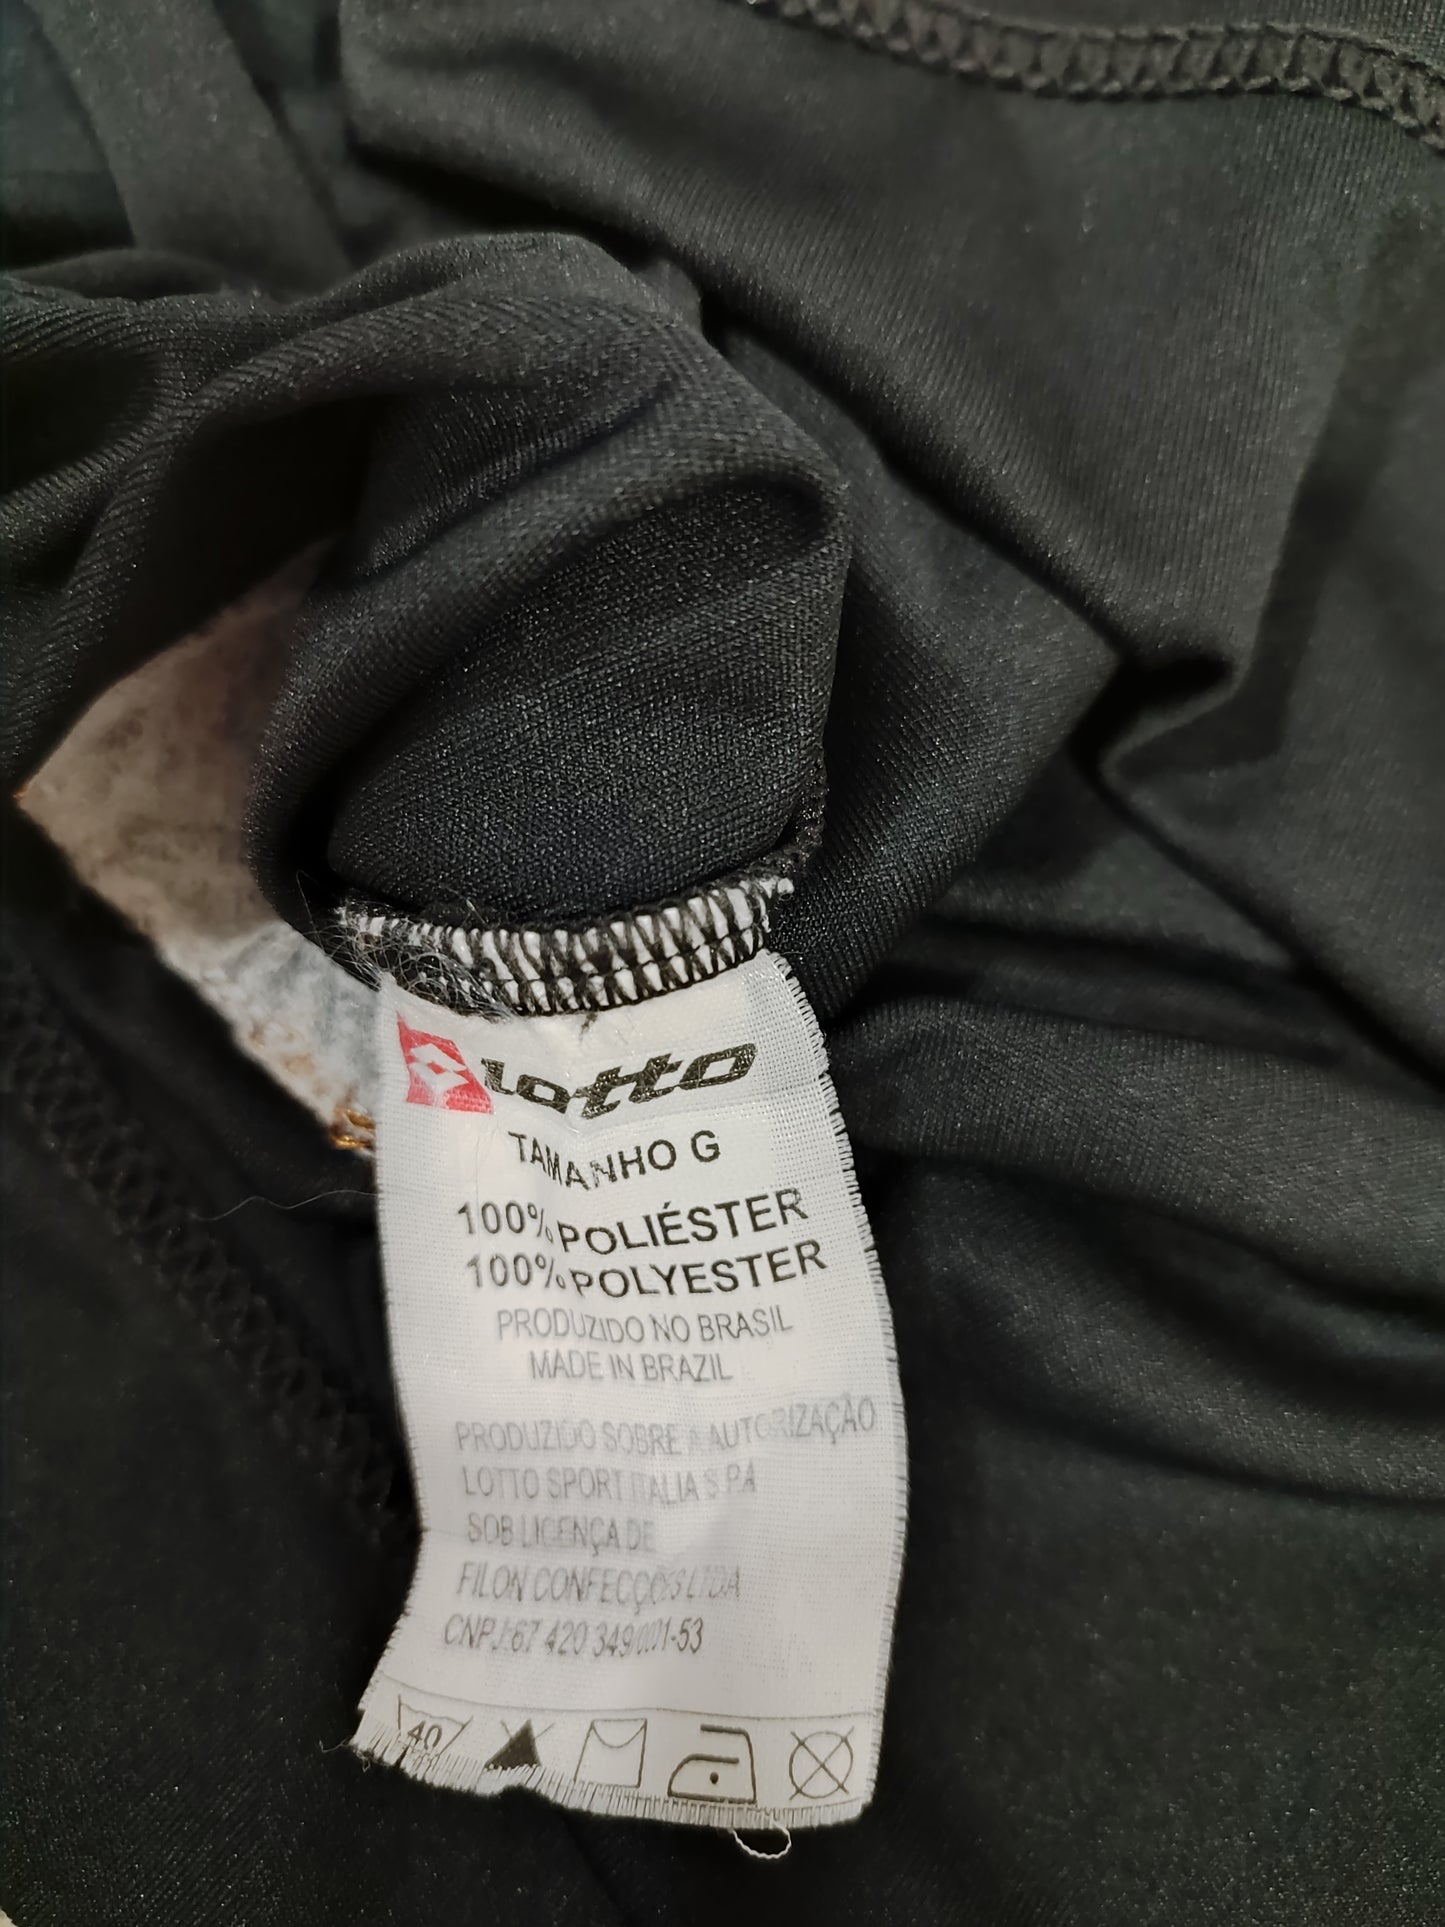 Lotto
TAMANHO G
100% POLIÉSTER
100% POLYESTER
PRODUZIDO NO BRASIL
MADE IN BRAZIL
PRODUZIDO SOBRE A AUTORIZAÇÃO
LOTTO SPORT ITALIA S.P.A
SOB LICENÇA DE
FILON CONFECÇÕES LTDA
CNPJ 67 420 349/001-53
40